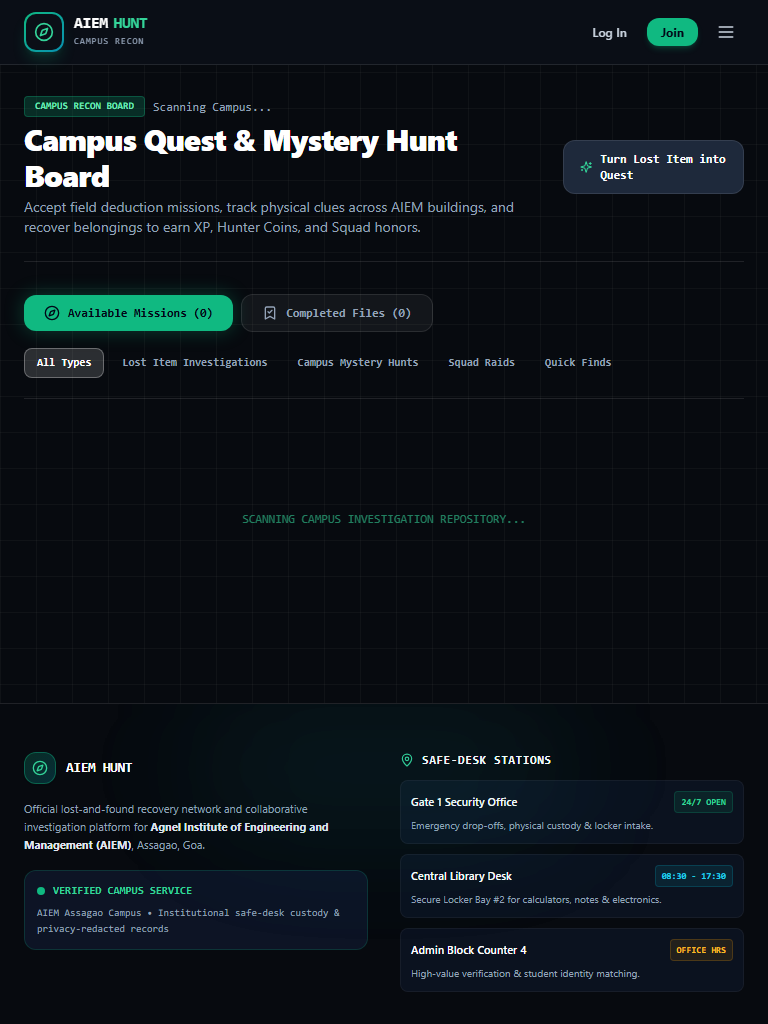 AIEM HUNT
CAMPUS RECON
Log In
Join
CAMPUS RECON BOARD
Scanning Campus...
Campus Quest & Mystery Hunt
Board
Accept field deduction missions, track physical clues across AIEM buildings, and
recover belongings to earn XP, Hunter Coins, and Squad honors.
Turn Lost Item into
Quest
Available Missions (0)
Completed Files (0)
All Types
Lost Item Investigations
Campus Mystery Hunts
Squad Raids
Quick Finds
SCANNING CAMPUS INVESTIGATION REPOSITORY...
AIEM HUNT
Official lost-and-found recovery network and collaborative
investigation platform for Agnel Institute of Engineering and
Management (AIEM), Assagao, Goa.
VERIFIED CAMPUS SERVICE
AIEM Assagao Campus • Institutional safe-desk custody &
privacy-redacted records
SAFE-DESK STATIONS
Gate 1 Security Office
24/7 OPEN
Emergency drop-offs, physical custody & locker intake.
Central Library Desk
08:30 - 17:30
Secure Locker Bay #2 for calculators, notes & electronics.
Admin Block Counter 4
OFFICE HRS
High-value verification & student identity matching.